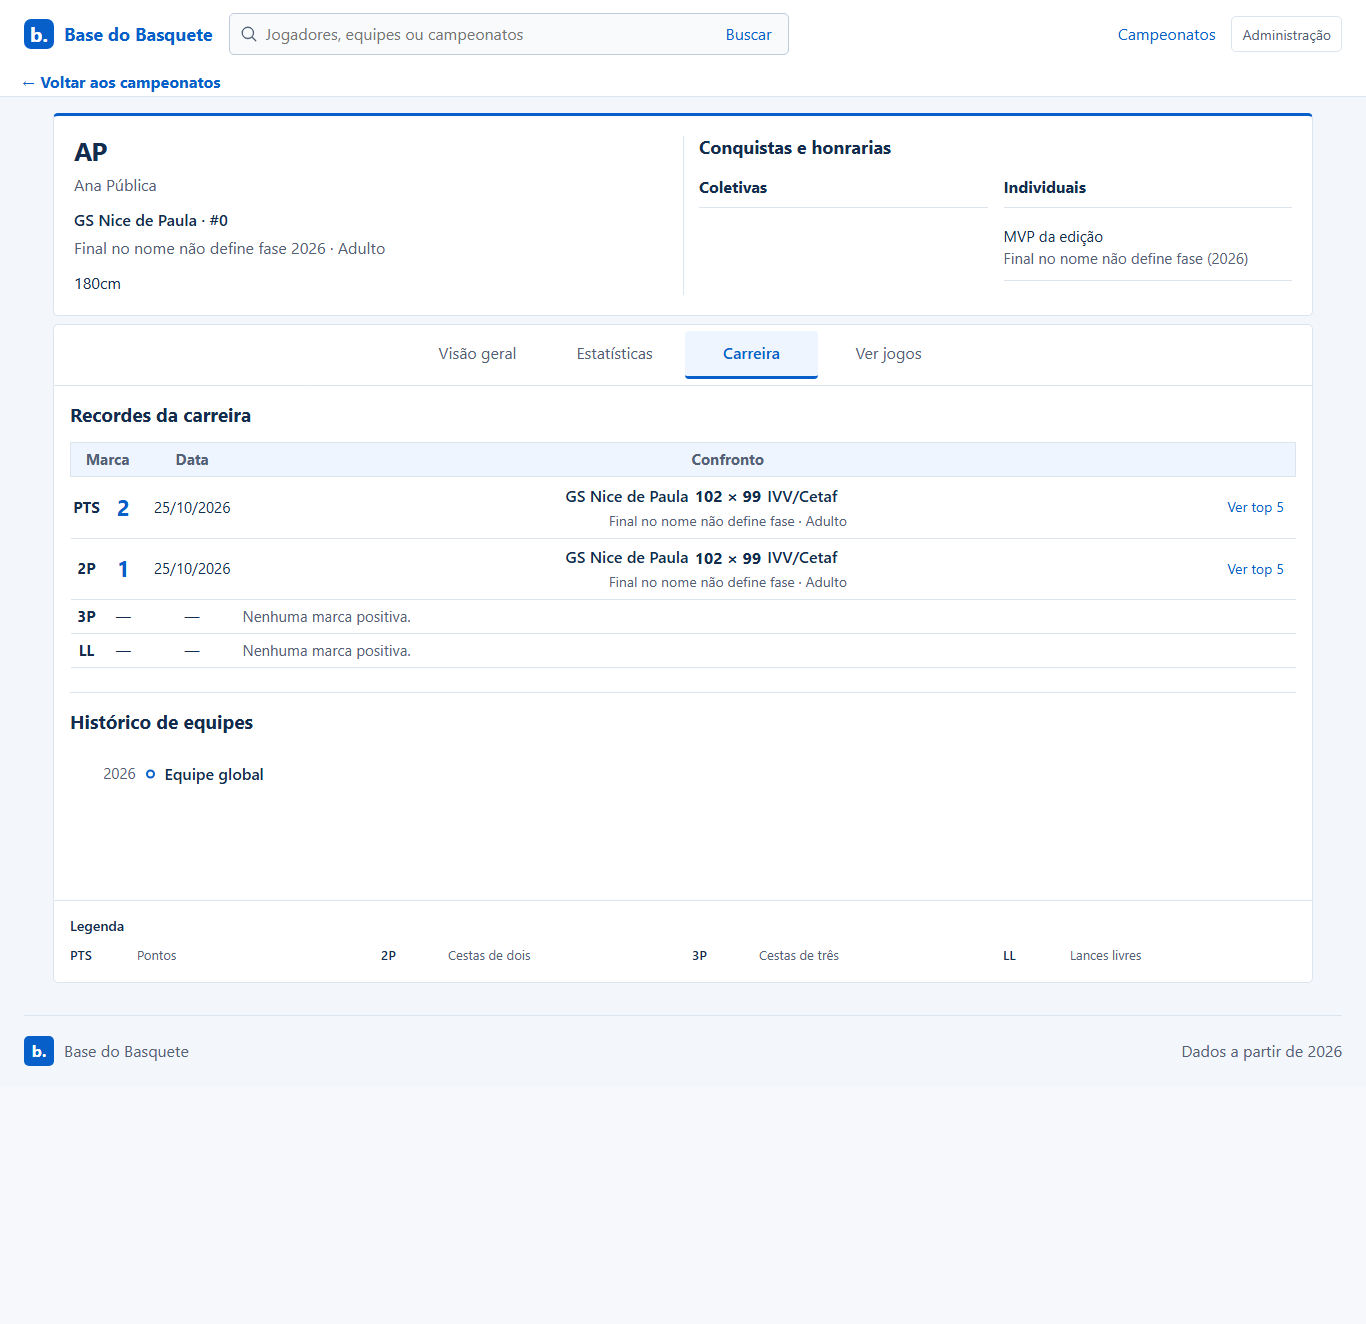 b. Base do Basquete
Jogadores, equipes ou campeonatos
Buscar
Campeonatos
Administração
← Voltar aos campeonatos
AP
Ana Pública
GS Nice de Paula · #0
Final no nome não define fase 2026 · Adulto
180cm
Conquistas e honrarias
Coletivas
Individuais
MVP da edição
Final no nome não define fase (2026)
Visão geral
Estatísticas
Carreira
Ver jogos
Recordes da carreira
Marca Data Confronto
PTS 2 25/10/2026 GS Nice de Paula 102 × 99 IVV/Cetaf Ver top 5
Final no nome não define fase · Adulto
2P 1 25/10/2026 GS Nice de Paula 102 × 99 IVV/Cetaf Ver top 5
Final no nome não define fase · Adulto
3P — — Nenhuma marca positiva.
LL — — Nenhuma marca positiva.
Histórico de equipes
2026 Equipe global
Legenda
PTS Pontos 2P Cestas de dois 3P Cestas de três LL Lances livres
b. Base do Basquete
Dados a partir de 2026